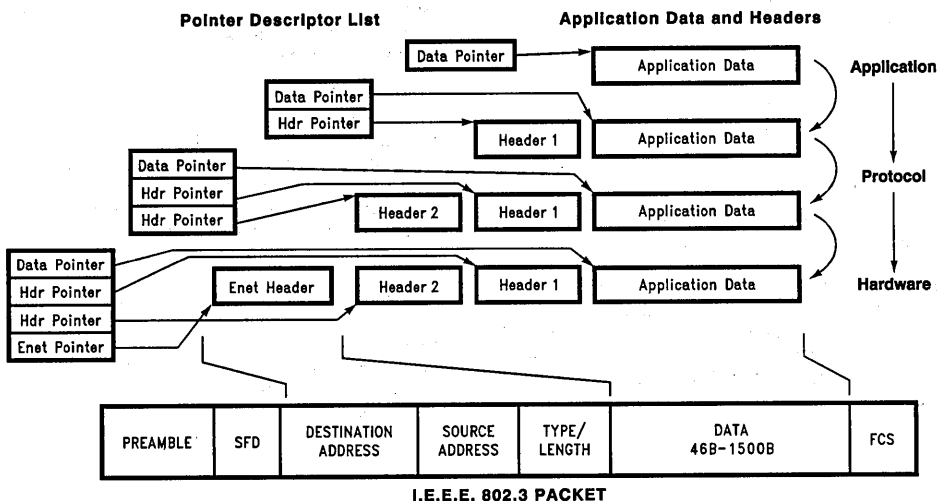 Pointer Descriptor List
Application Data and Headers
Data Pointer
Application Data
Application
Data Pointer
Hdr Pointer
Header 1
Application Data
Protocol
Data Pointer
Hdr Pointer
Hdr Pointer
Header 2
Header 1
Application Data
Data Pointer
Hdr Pointer
Hdr Pointer
Enet Pointer
Enet Header
Header 2
Header 1
Application Data
Hardware
PREAMBLE
SFD
DESTINATION
ADDRESS
SOURCE
ADDRESS
TYPE/
LENGTH
DATA
46B-1500B
FCS
I.E.E.E. 802.3 PACKET